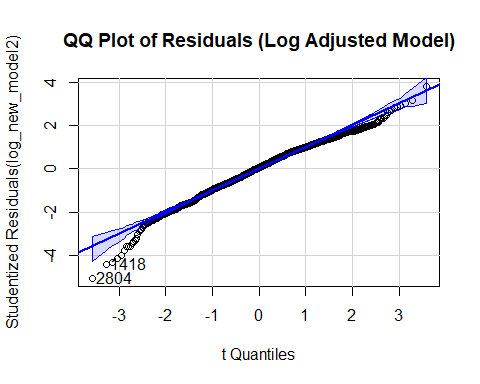 QQ Plot of Residuals (Log Adjusted Model)
Studentized Residuals(log_new_model2)
4
2
0
-2
-4
1418
2804
-3 -2 -1 0 1 2 3
t Quantiles